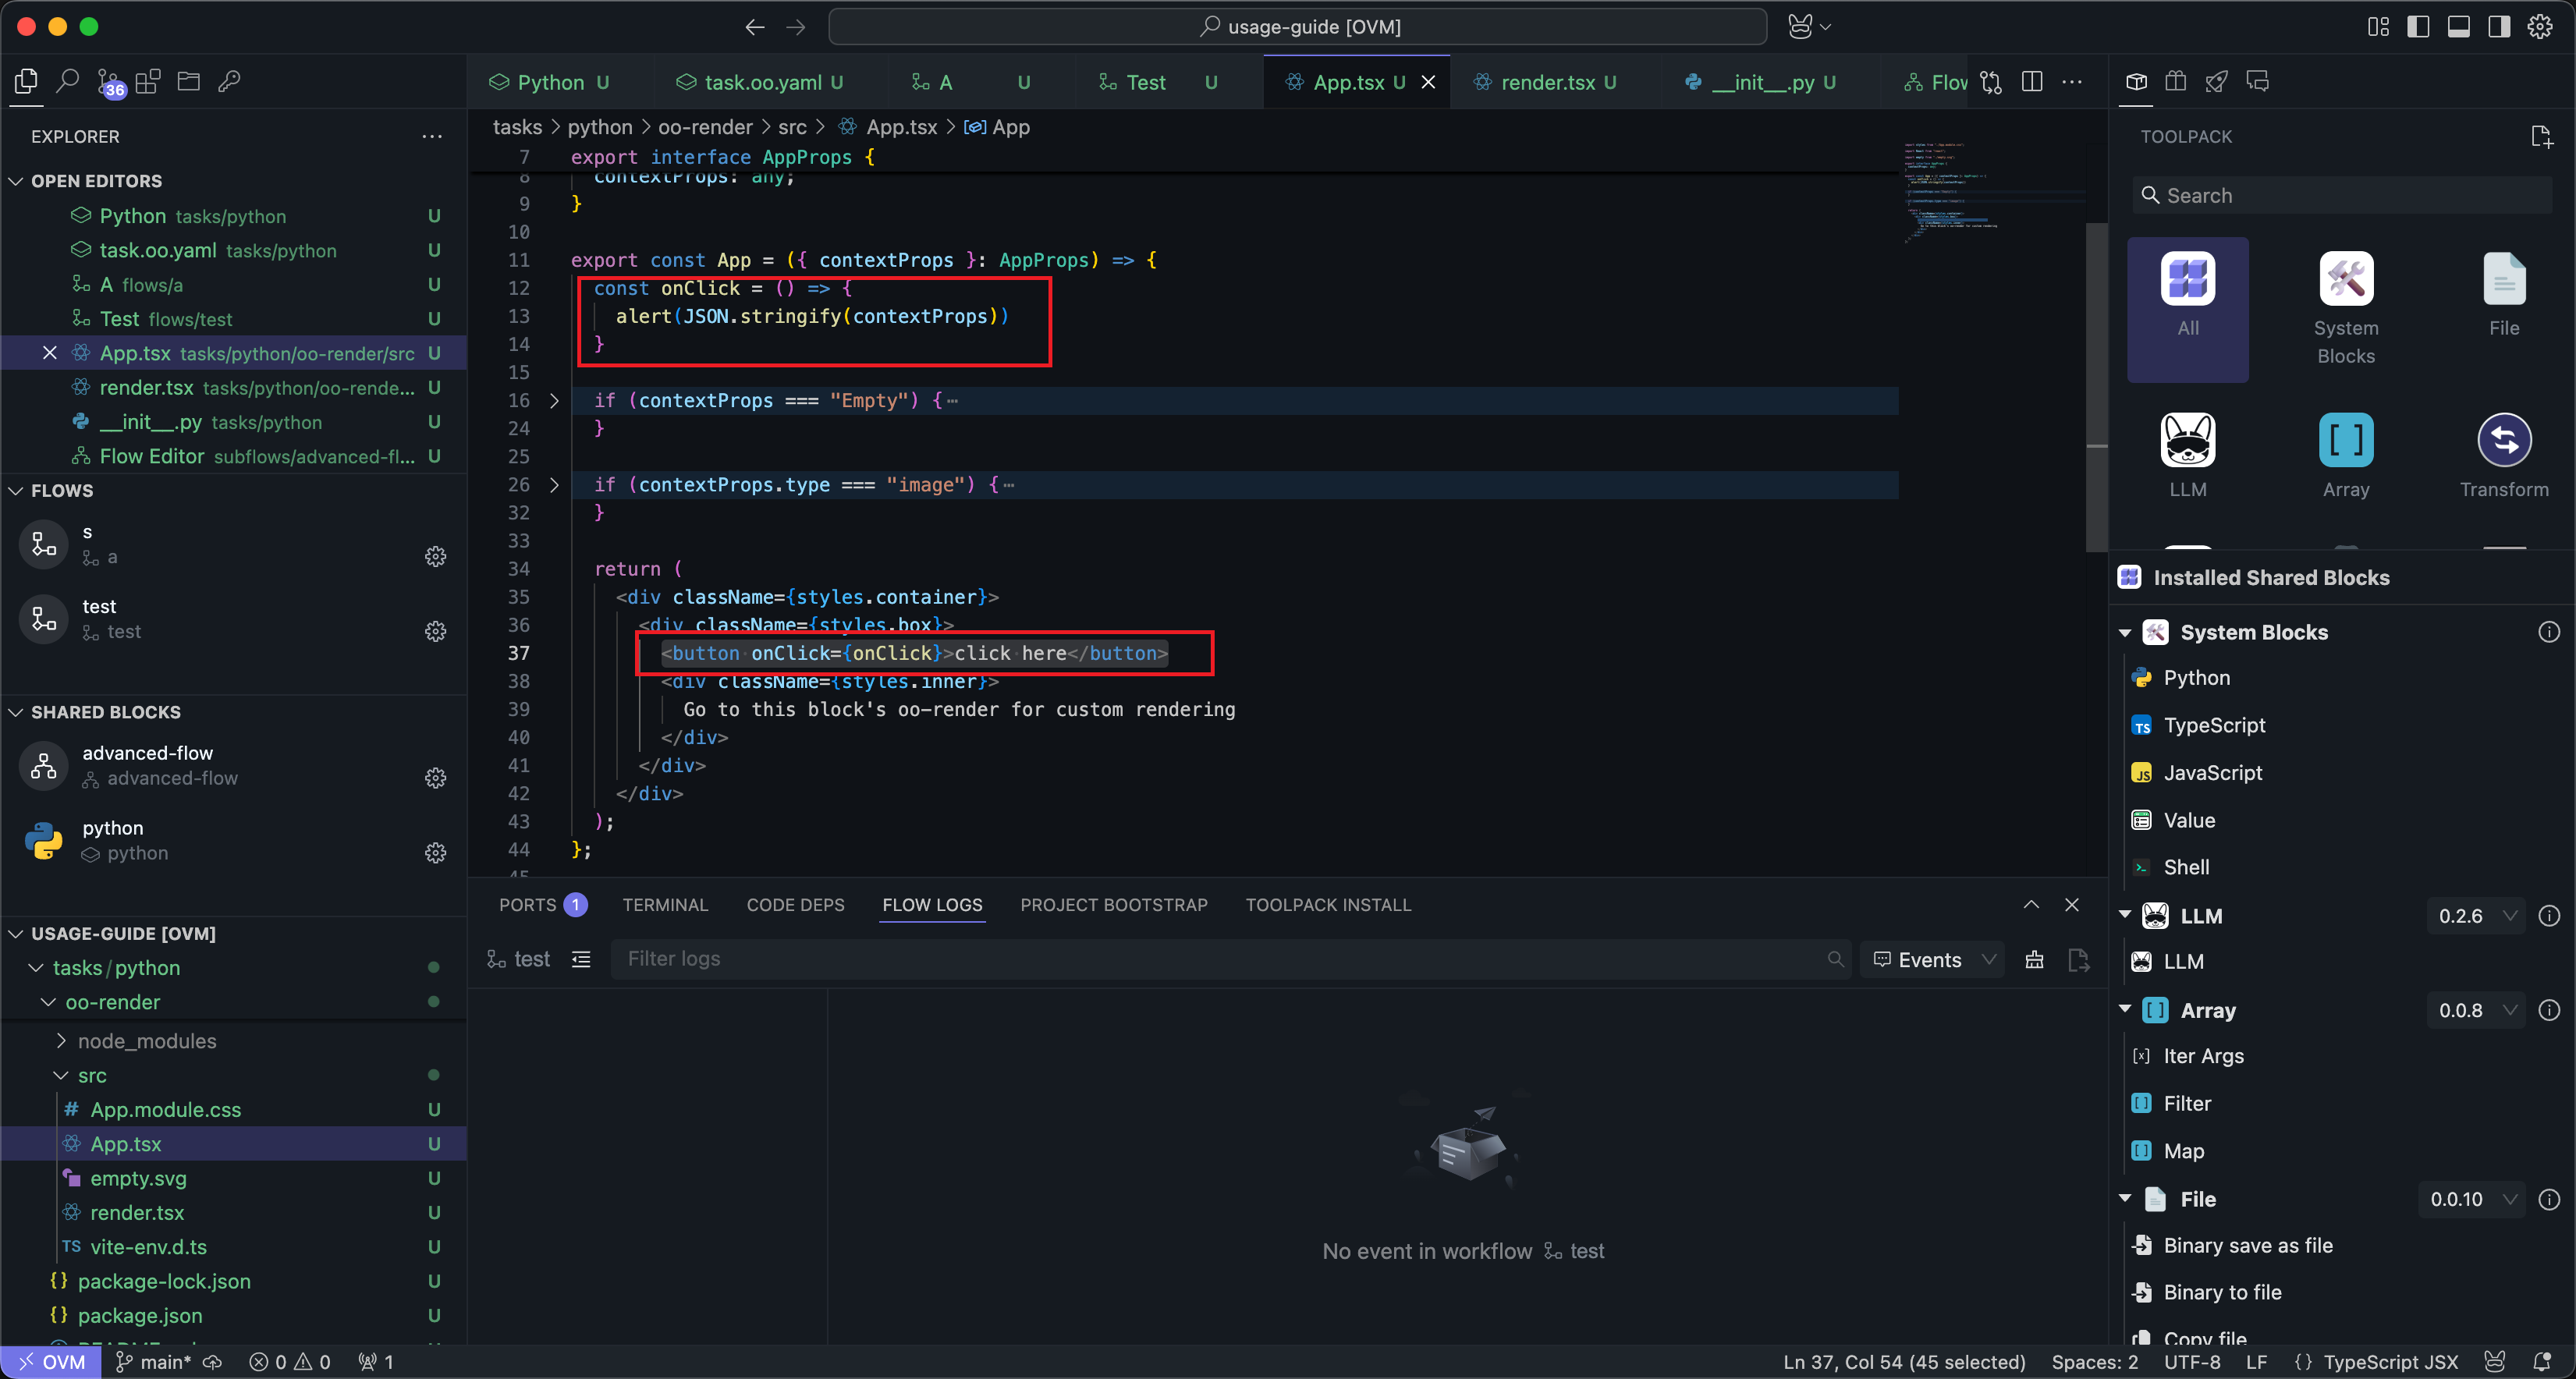 usage-guide [OVM]
36
Python U
task.oo.yaml U
A U
Test U
App.tsx U
render.tsx U
__init__.py U
Flow
EXPLORER
OPEN EDITORS
Python tasks/python U
task.oo.yaml tasks/python U
A flows/a U
Test flows/test U
App.tsx tasks/python/oo-render/src U
render.tsx tasks/python/oo-rende... U
__init__.py tasks/python U
Flow Editor subflows/advanced-fl... U
FLOWS
s
a
test
test
SHARED BLOCKS
advanced-flow
advanced-flow
python
python
USAGE-GUIDE [OVM]
tasks/python
oo-render
node_modules
src
# App.module.css U
App.tsx U
empty.svg U
render.tsx U
TS vite-env.d.ts U
{} package-lock.json U
{} package.json U
tasks > python > oo-render > src > App.tsx > App
7 export interface AppProps {
8 contextProps: any;
9 }
10
11 export const App = ({ contextProps }: AppProps) => {
12 const onClick = () => {
13 alert(JSON.stringify(contextProps))
14 }
15
16 if (contextProps === "Empty") {⋯
24 }
25
26 if (contextProps.type === "image") {⋯
32 }
33
34 return (
35 <div className={styles.container}>
36 <div className={styles.box}>
37 <button·onClick={onClick}>click·here</button>
38 <div className={styles.inner}>
39 Go to this block's oo-render for custom rendering
40 </div>
41 </div>
42 </div>
43 );
44 };
45
PORTS 1 TERMINAL CODE DEPS FLOW LOGS PROJECT BOOTSTRAP TOOLPACK INSTALL
test
Filter logs
Events
No event in workflow test
TOOLPACK
Search
All
System
Blocks
File
LLM
Array
Transform
Installed Shared Blocks
System Blocks
Python
TS TypeScript
JS JavaScript
Value
Shell
LLM 0.2.6
LLM
Array 0.0.8
Iter Args
Filter
Map
File 0.0.10
Binary save as file
Binary to file
Copy file
OVM main* 0 0 1
Ln 37, Col 54 (45 selected) Spaces: 2 UTF-8 LF {} TypeScript JSX